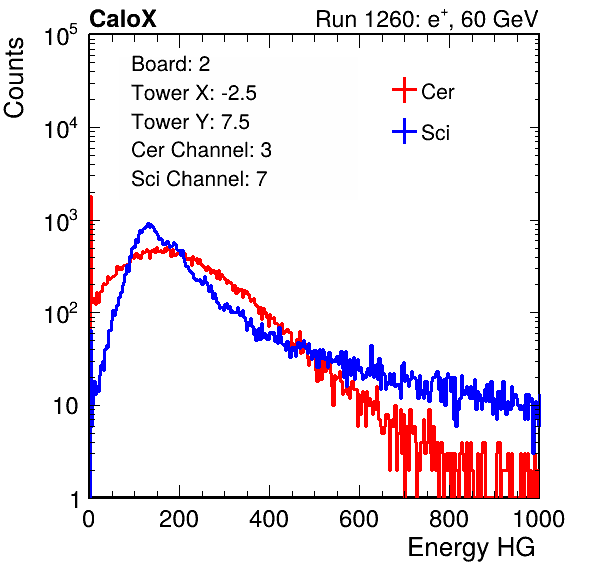 CaloX Run 1260: e⁺, 60 GeV
Counts
Board: 2
Tower X: -2.5
Tower Y: 7.5
Cer Channel: 3
Sci Channel: 7
Cer
Sci
10⁵
10⁴
10³
10²
10
1
0 200 400 600 800 1000
Energy HG